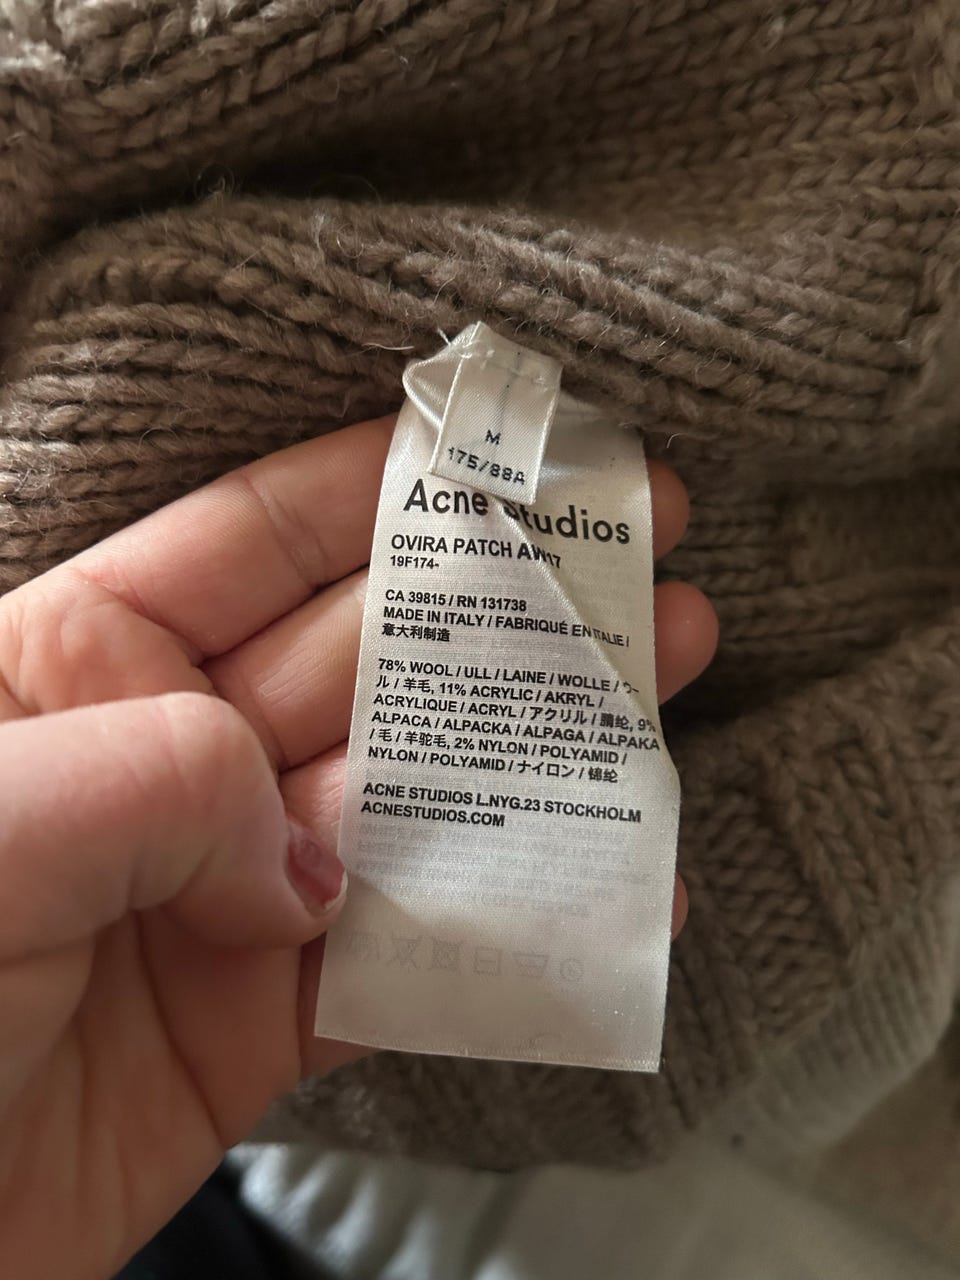 M
175/88A
Acne Studios
OVIRA PATCH AW17
19F174-
CA 39815 / RN 131738
MADE IN ITALY / FABRIQUÉ EN ITALIE /
意大利制造
78% WOOL / ULL / LAINE / WOLLE / ウー
ル / 羊毛, 11% ACRYLIC / AKRYL /
ACRYLIQUE / ACRYL / アクリル / 腈纶, 9%
ALPACA / ALPACKA / ALPAGA / ALPAKA
/ 毛 / 羊驼毛, 2% NYLON / POLYAMID /
NYLON / POLYAMID / ナイロン / 锦纶
ACNE STUDIOS L.NYG.23 STOCKHOLM
ACNESTUDIOS.COM